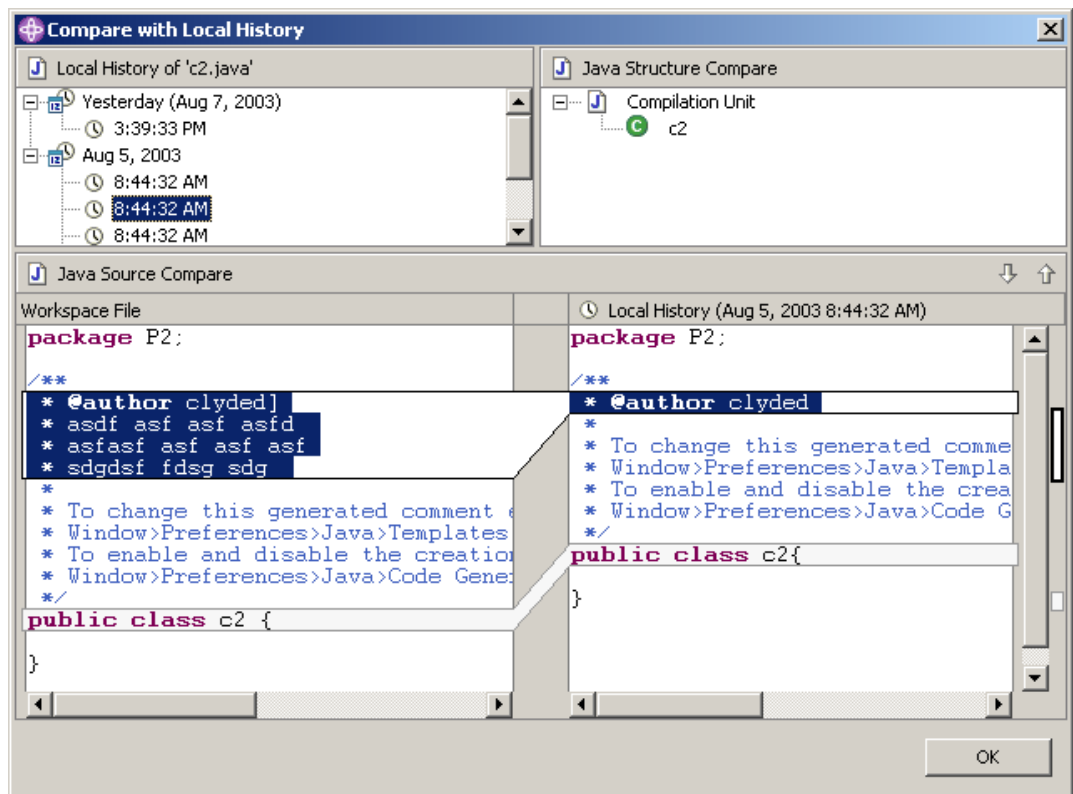 Compare with Local History
Local History of 'c2.java'
Yesterday (Aug 7, 2003)
3:39:33 PM
Aug 5, 2003
8:44:32 AM
8:44:32 AM
8:44:32 AM
Java Structure Compare
Compilation Unit
c2
Java Source Compare
Workspace File
package P2;
/**
* @author clyded]
* asdf asf asf asfd
* asfasf asf asf asf
* sdgdsf fdsg sdg
*
* To change this generated comment
* Window>Preferences>Java>Templates
* To enable and disable the creation
* Window>Preferences>Java>Code Gene
*/
public class c2 {
}
Local History (Aug 5, 2003 8:44:32 AM)
package P2;
/**
* @author clyded
*
* To change this generated comme
* Window>Preferences>Java>Templa
* To enable and disable the crea
* Window>Preferences>Java>Code G
*/
public class c2{
}
OK